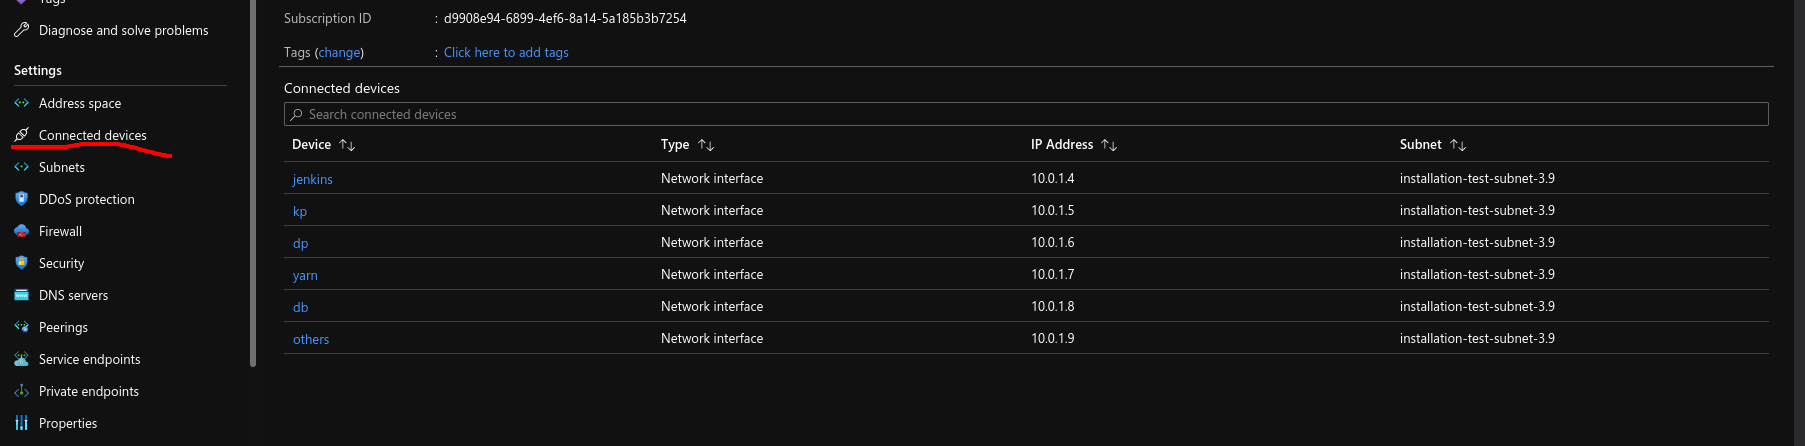 Tags
Diagnose and solve problems
Settings
Address space
Connected devices
Subnets
DDoS protection
Firewall
Security
DNS servers
Peerings
Service endpoints
Private endpoints
Properties
Subscription ID : d9908e94-6899-4ef6-8a14-5a185b3b7254
Tags (change) : Click here to add tags
Connected devices
Search connected devices
Device ↑↓ Type ↑↓ IP Address ↑↓ Subnet ↑↓
jenkins Network interface 10.0.1.4 installation-test-subnet-3.9
kp Network interface 10.0.1.5 installation-test-subnet-3.9
dp Network interface 10.0.1.6 installation-test-subnet-3.9
yarn Network interface 10.0.1.7 installation-test-subnet-3.9
db Network interface 10.0.1.8 installation-test-subnet-3.9
others Network interface 10.0.1.9 installation-test-subnet-3.9